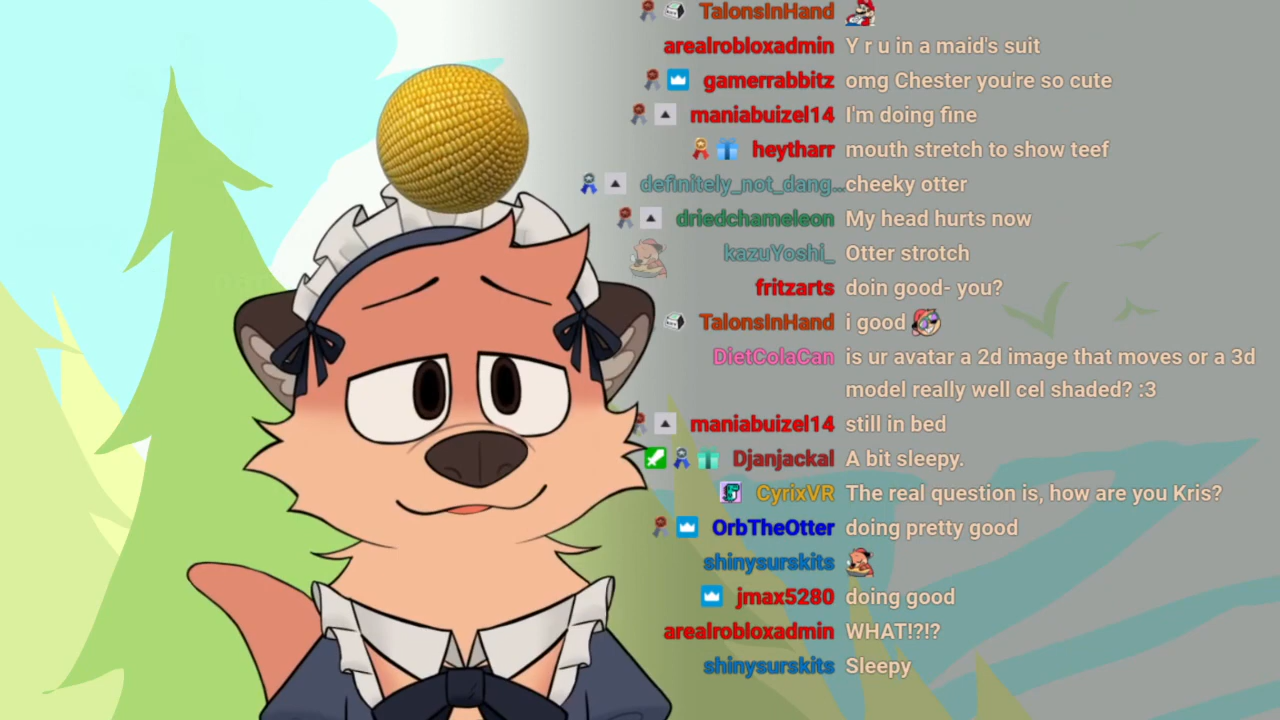 TalonsInHand
arealrobloxadmin Y r u in a maid's suit
gamerrabbitz omg Chester you're so cute
maniabuizel14 I'm doing fine
heytharr mouth stretch to show teef
definitely_not_dang... cheeky otter
driedchameleon My head hurts now
kazuYoshi_ Otter strotch
fritzarts doin good- you?
TalonsInHand i good
DietColaCan is ur avatar a 2d image that moves or a 3d
model really well cel shaded? :3
maniabuizel14 still in bed
Djanjackal A bit sleepy.
CyrixVR The real question is, how are you Kris?
OrbTheOtter doing pretty good
shinysurskits
jmax5280 doing good
arealrobloxadmin WHAT!?!?
shinysurskits Sleepy